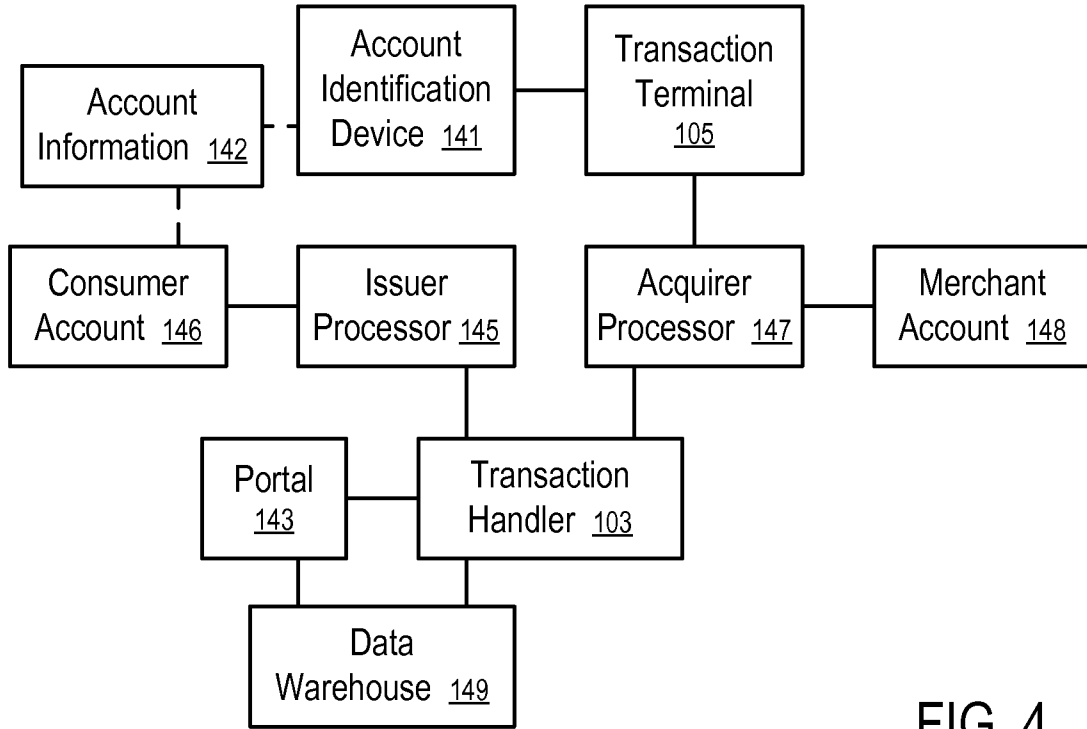 Account
Information 142
Account
Identification
Device 141
Transaction
Terminal
105
Consumer
Account 146
Issuer
Processor 145
Acquirer
Processor 147
Merchant
Account 148
Portal
143
Transaction
Handler 103
Data
Warehouse 149
FIG. 4